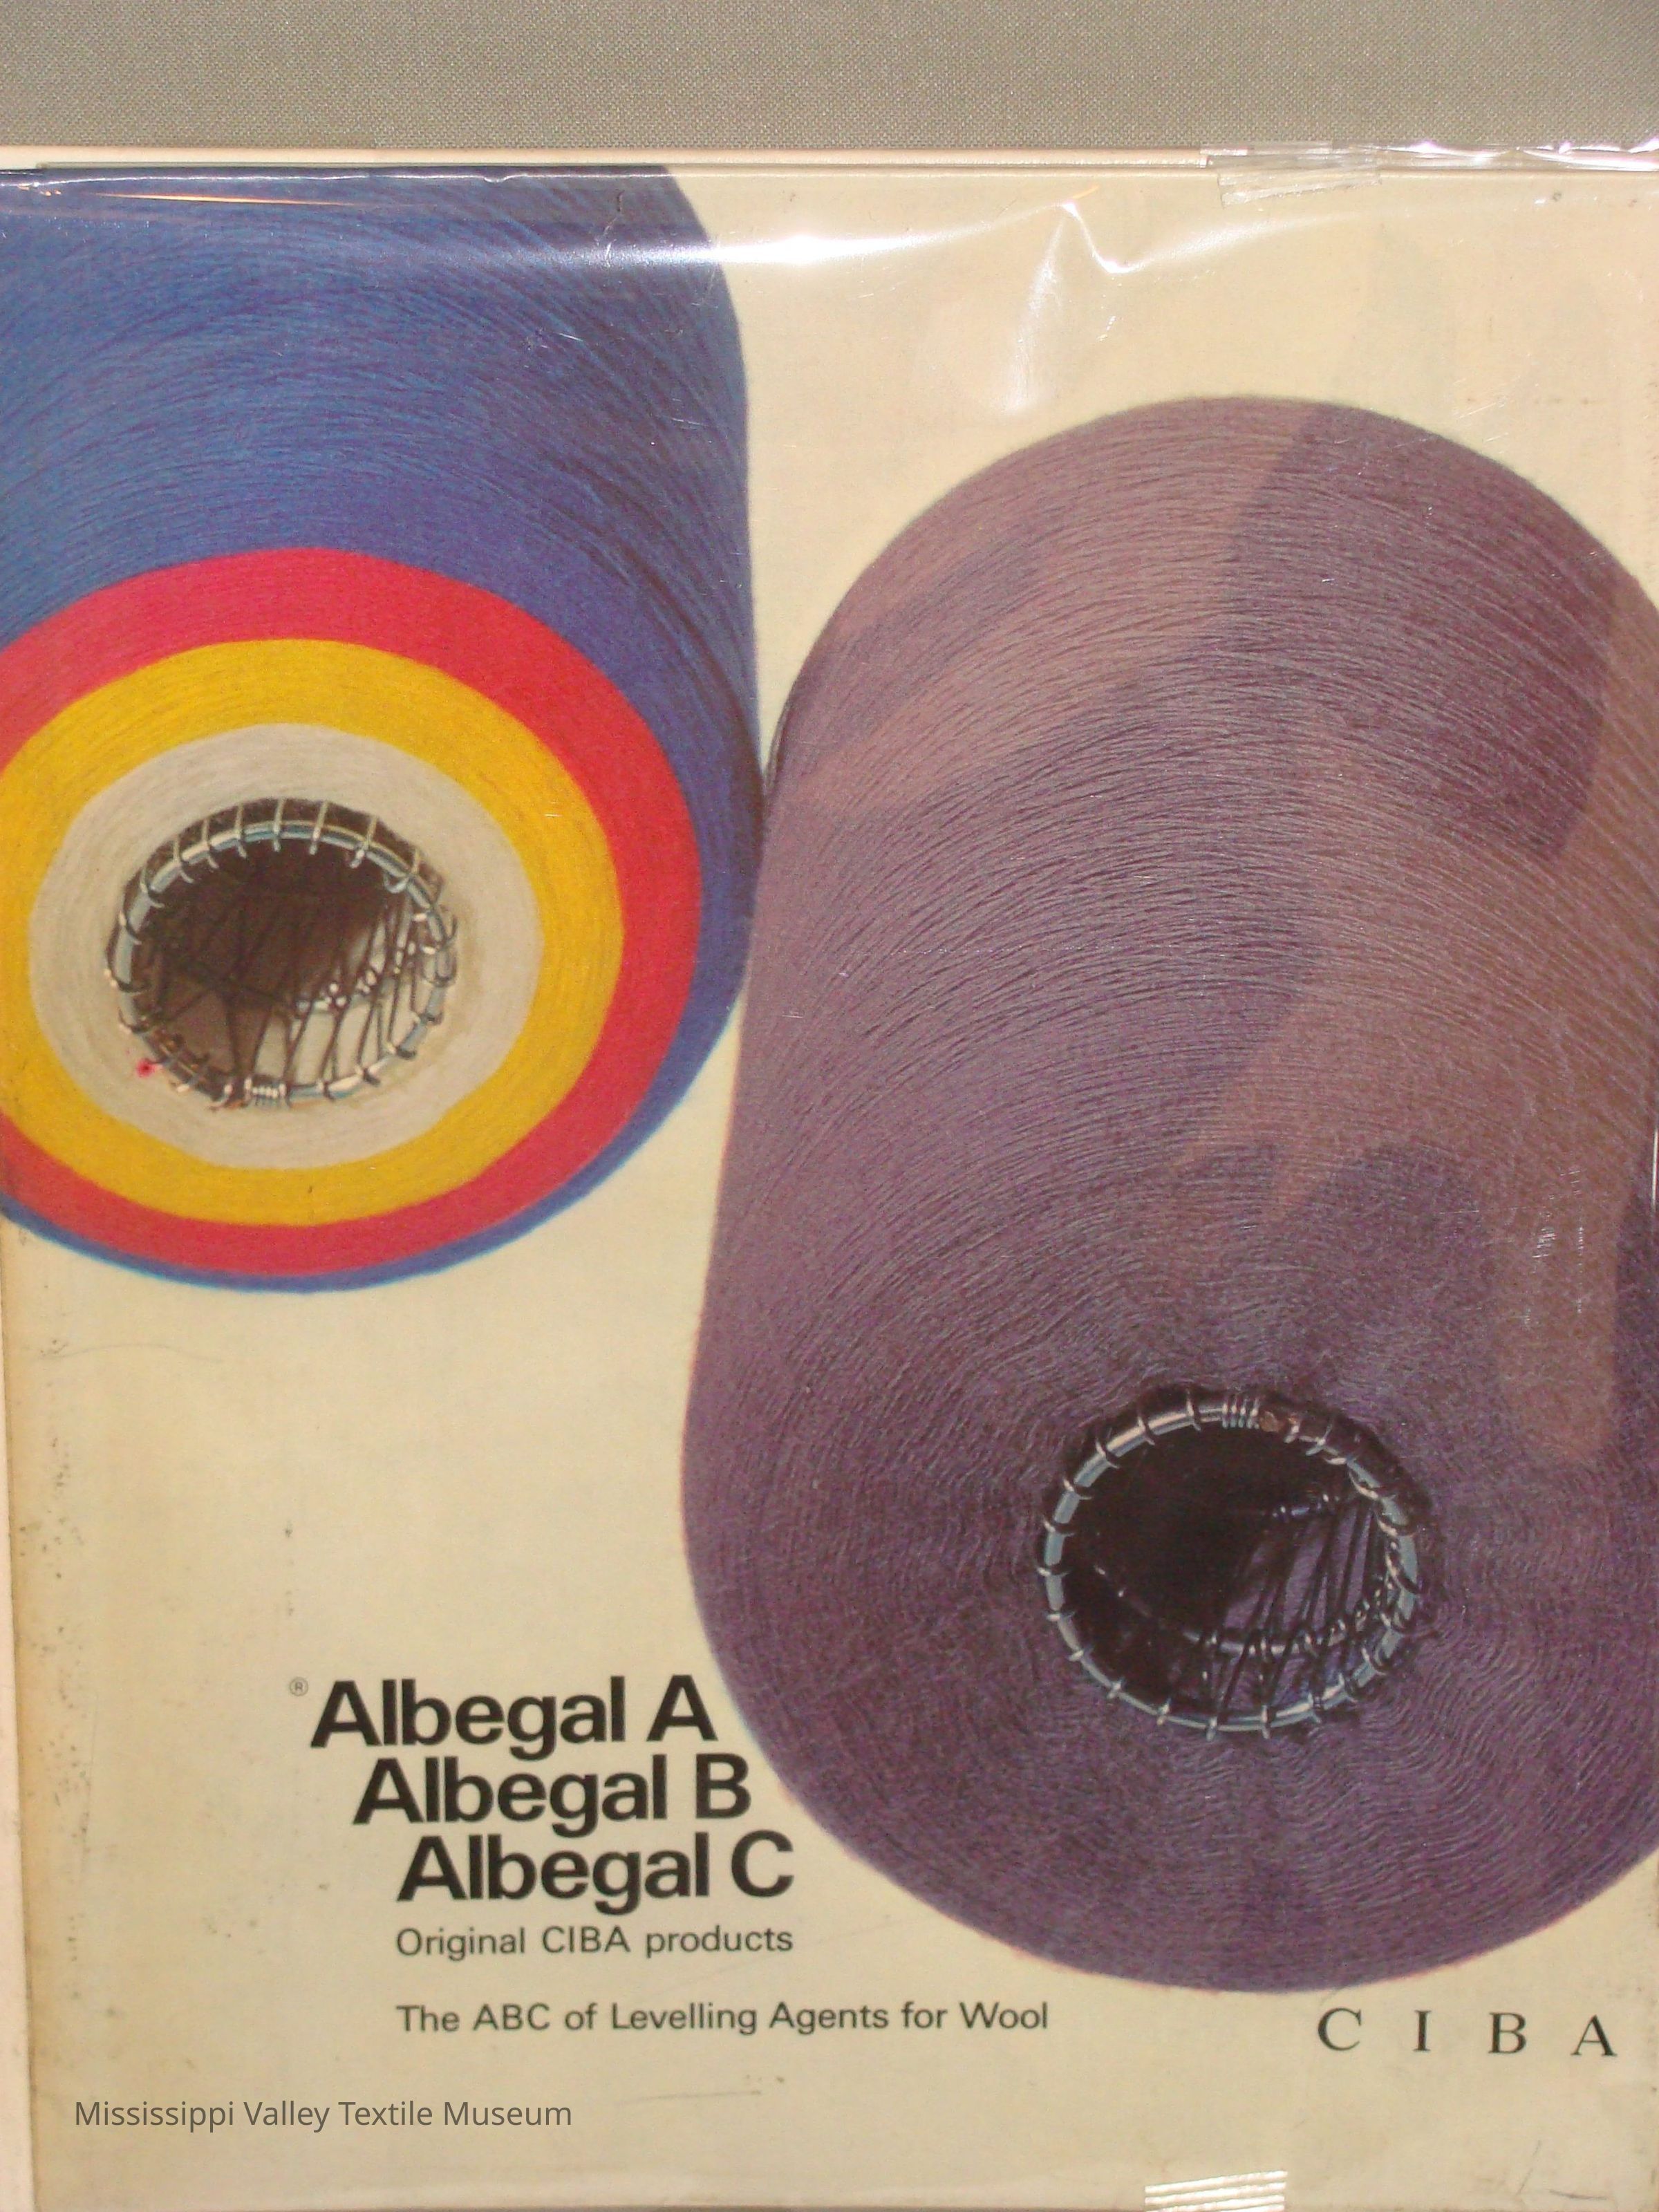 ® Albegal A
Albegal B
Albegal C
Original CIBA products
The ABC of Levelling Agents for Wool
CIBA
Mississippi Valley Textile Museum